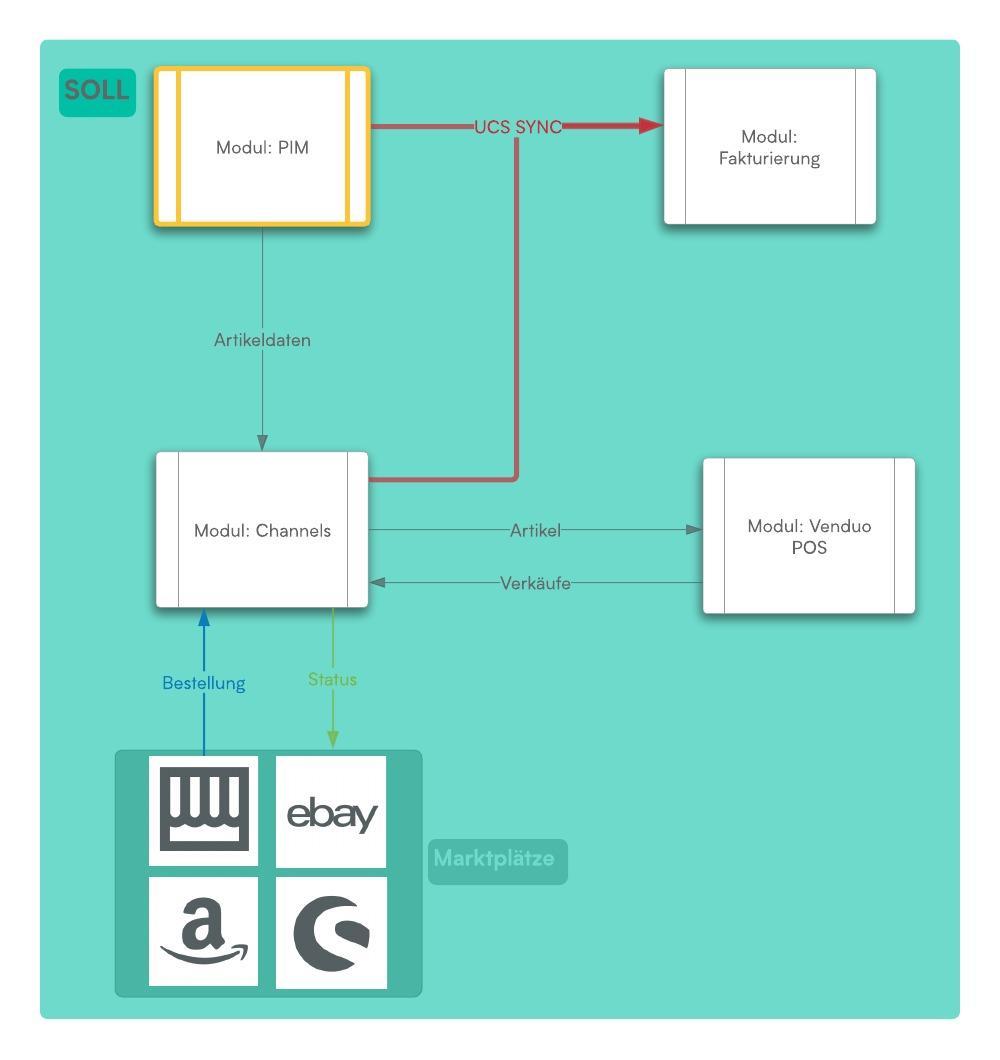 SOLL
Modul: PIM
UCS SYNC
Modul:
Fakturierung
Artikeldaten
Modul: Channels
Artikel
Modul: Venduo
POS
Verkäufe
Bestellung
Status
ebay
Marktplätze
a